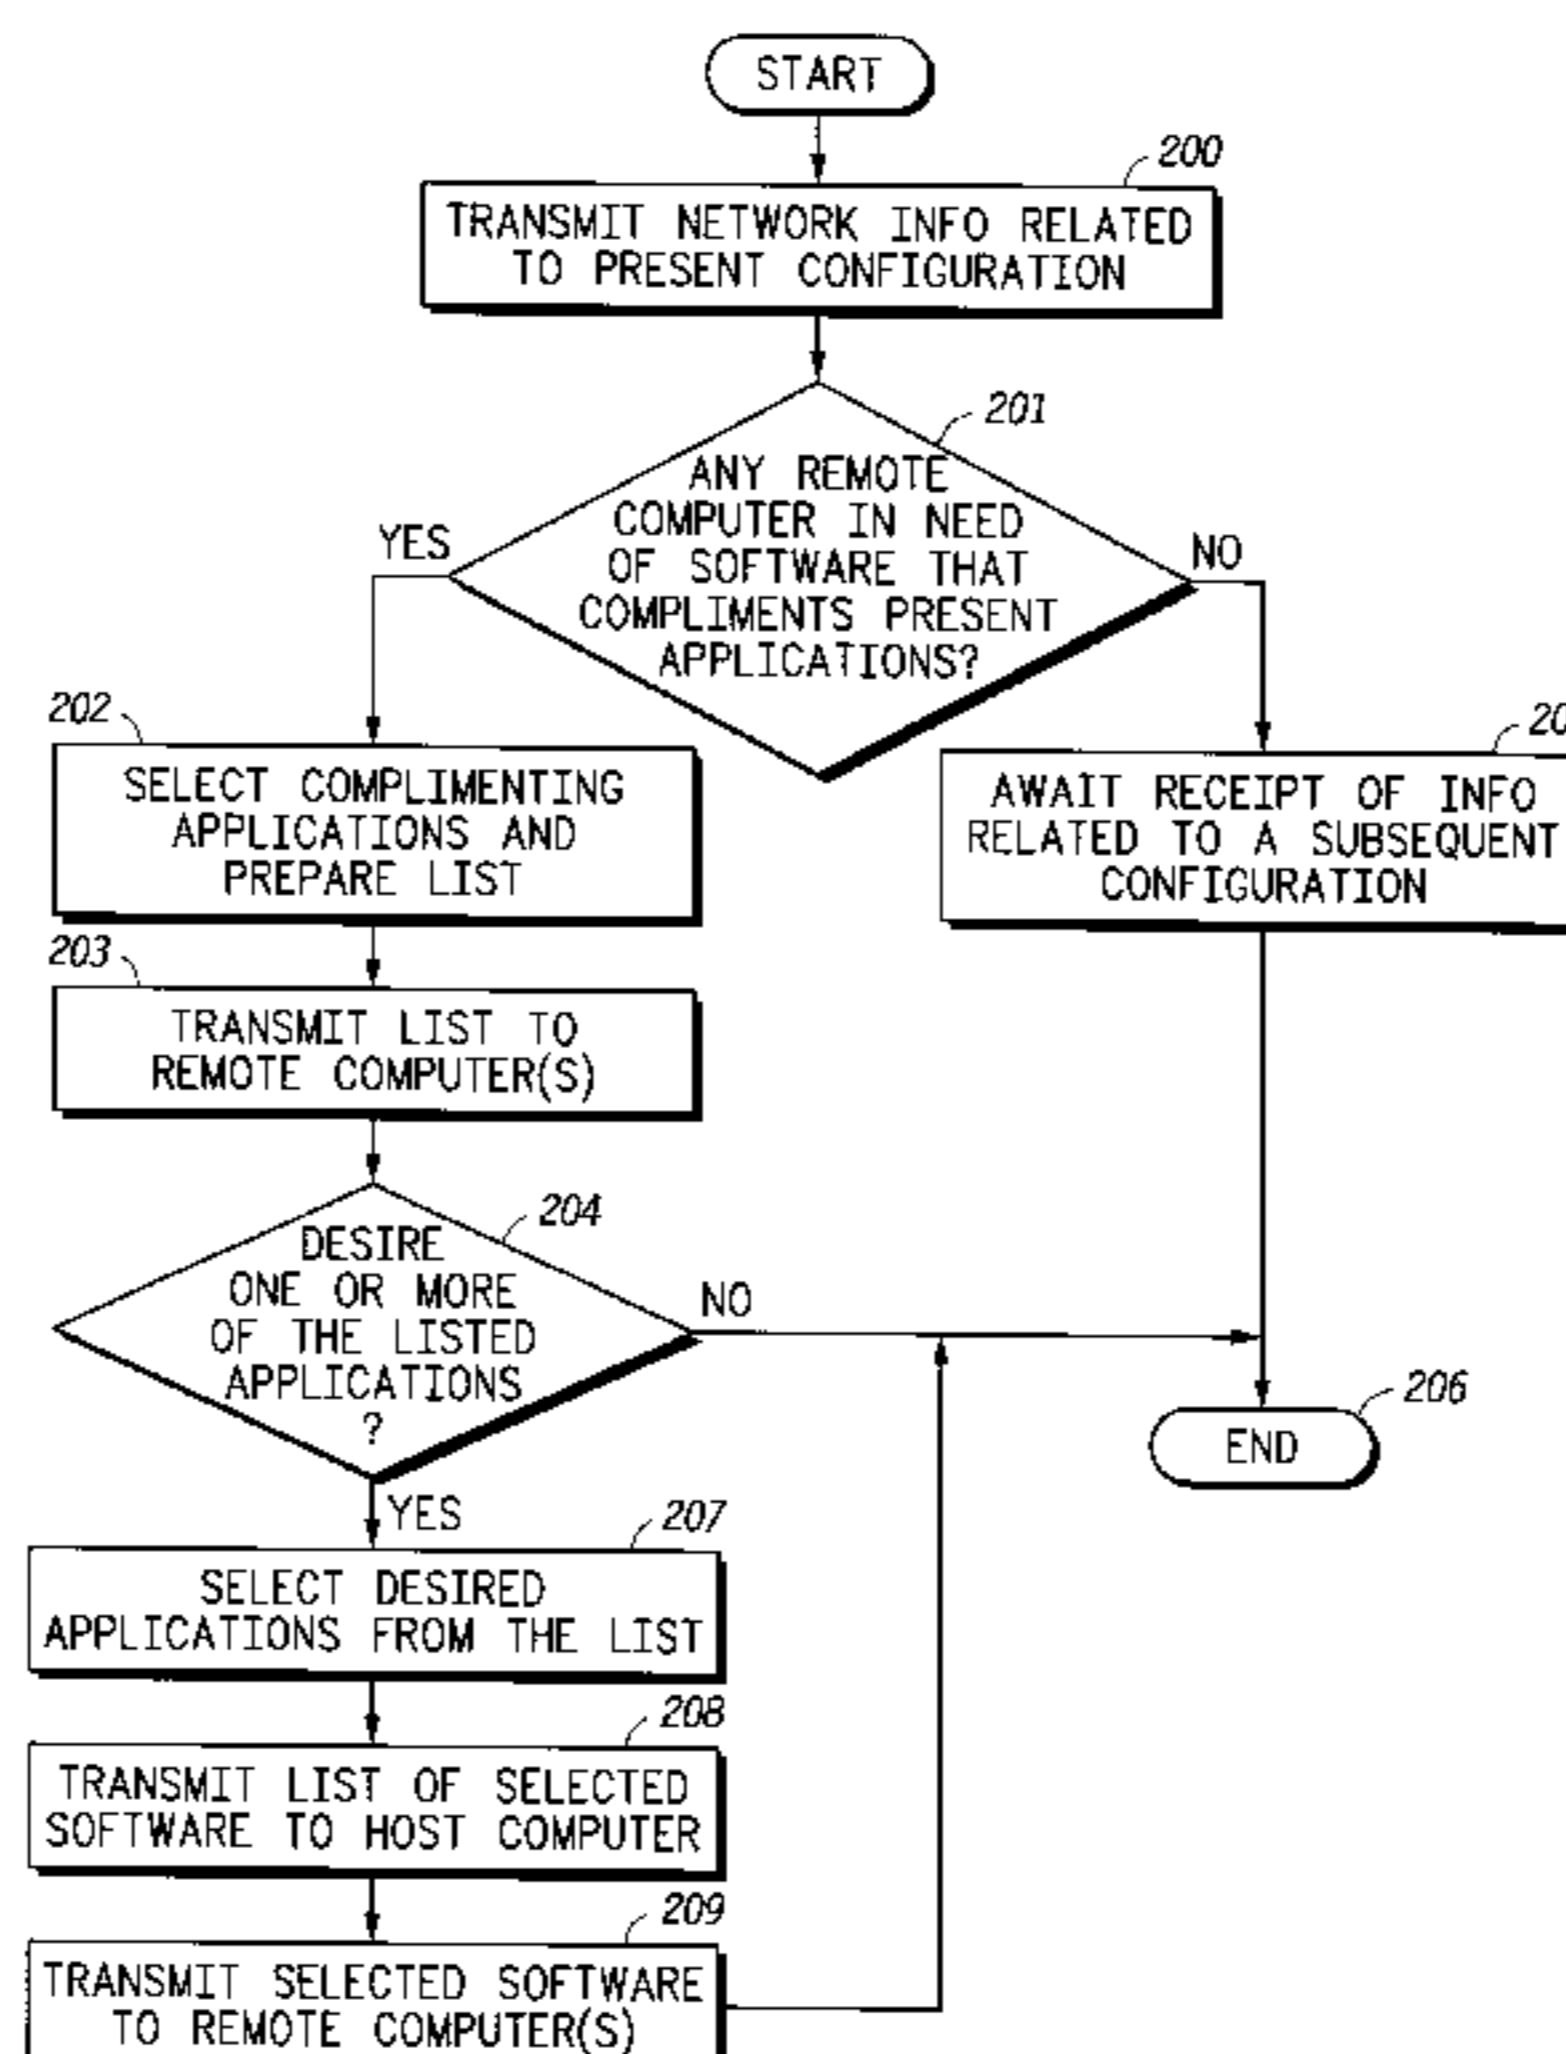 START
200
TRANSMIT NETWORK INFO RELATED
TO PRESENT CONFIGURATION
201
ANY REMOTE
COMPUTER IN NEED
OF SOFTWARE THAT
COMPLIMENTS PRESENT
APPLICATIONS?
YES
NO
202
SELECT COMPLIMENTING
APPLICATIONS AND
PREPARE LIST
AWAIT RECEIPT OF INFO
RELATED TO A SUBSEQUENT
CONFIGURATION
203
TRANSMIT LIST TO
REMOTE COMPUTER(S)
204
DESIRE
ONE OR MORE
OF THE LISTED
APPLICATIONS
?
NO
206
END
YES
207
SELECT DESIRED
APPLICATIONS FROM THE LIST
208
TRANSMIT LIST OF SELECTED
SOFTWARE TO HOST COMPUTER
209
TRANSMIT SELECTED SOFTWARE
TO REMOTE COMPUTER(S)